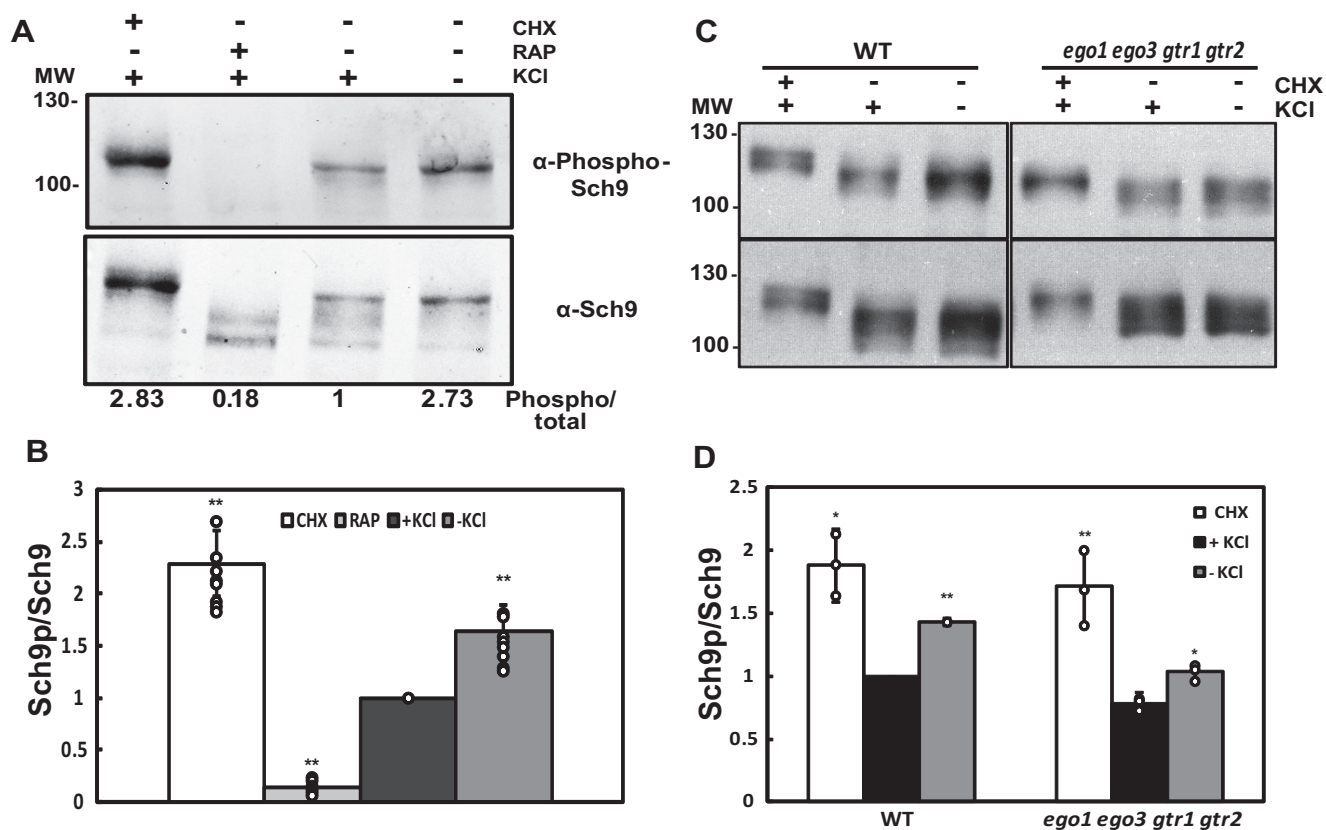 A
+ - - - CHX
- + - - RAP
MW + + + - KCl
130-
100-
α-Phospho-
Sch9
α-Sch9
2.83 0.18 1 2.73 Phospho/
total
B
3
2.5
2
1.5
1
0.5
0
Sch9p/Sch9
CHX RAP +KCl -KCl
**
**
**
C
WT ego1 ego3 gtr1 gtr2
+ - - + - - CHX
MW + + - + + - KCl
130-
100-
130-
100-
D
2.5
2
1.5
1
0.5
0
Sch9p/Sch9
CHX
+ KCl
- KCl
*
**
**
*
WT ego1 ego3 gtr1 gtr2